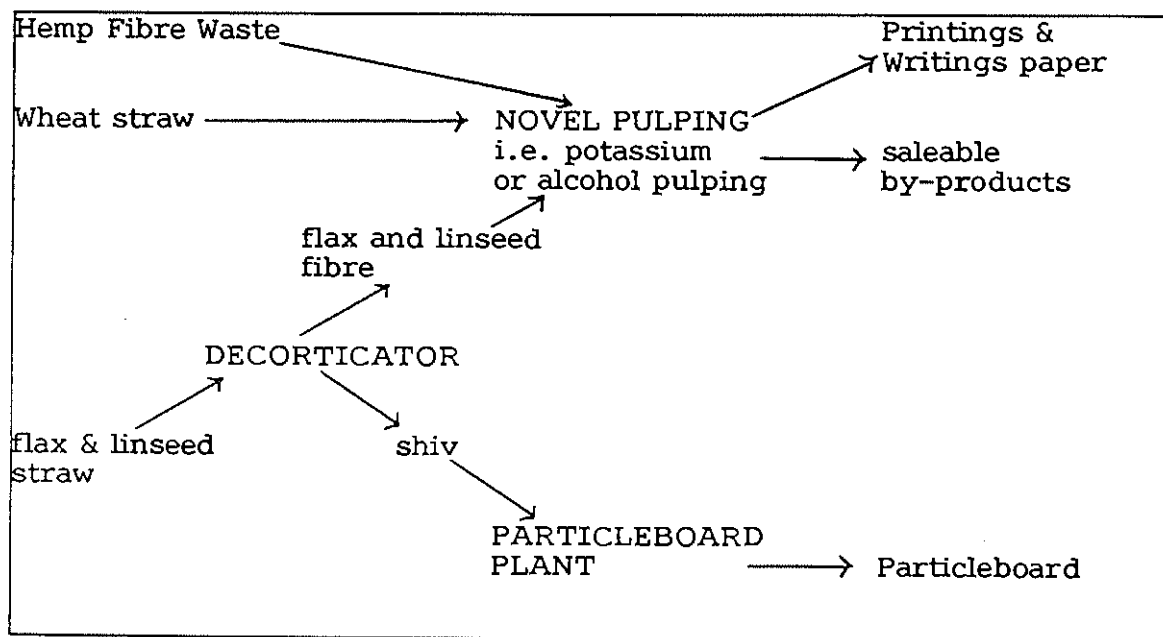 Hemp Fibre Waste
Printings &
Writings paper
Wheat straw
NOVEL PULPING
i.e. potassium
or alcohol pulping
saleable
by-products
flax and linseed
fibre
DECORTICATOR
flax & linseed
straw
shiv
PARTICLEBOARD
PLANT
Particleboard